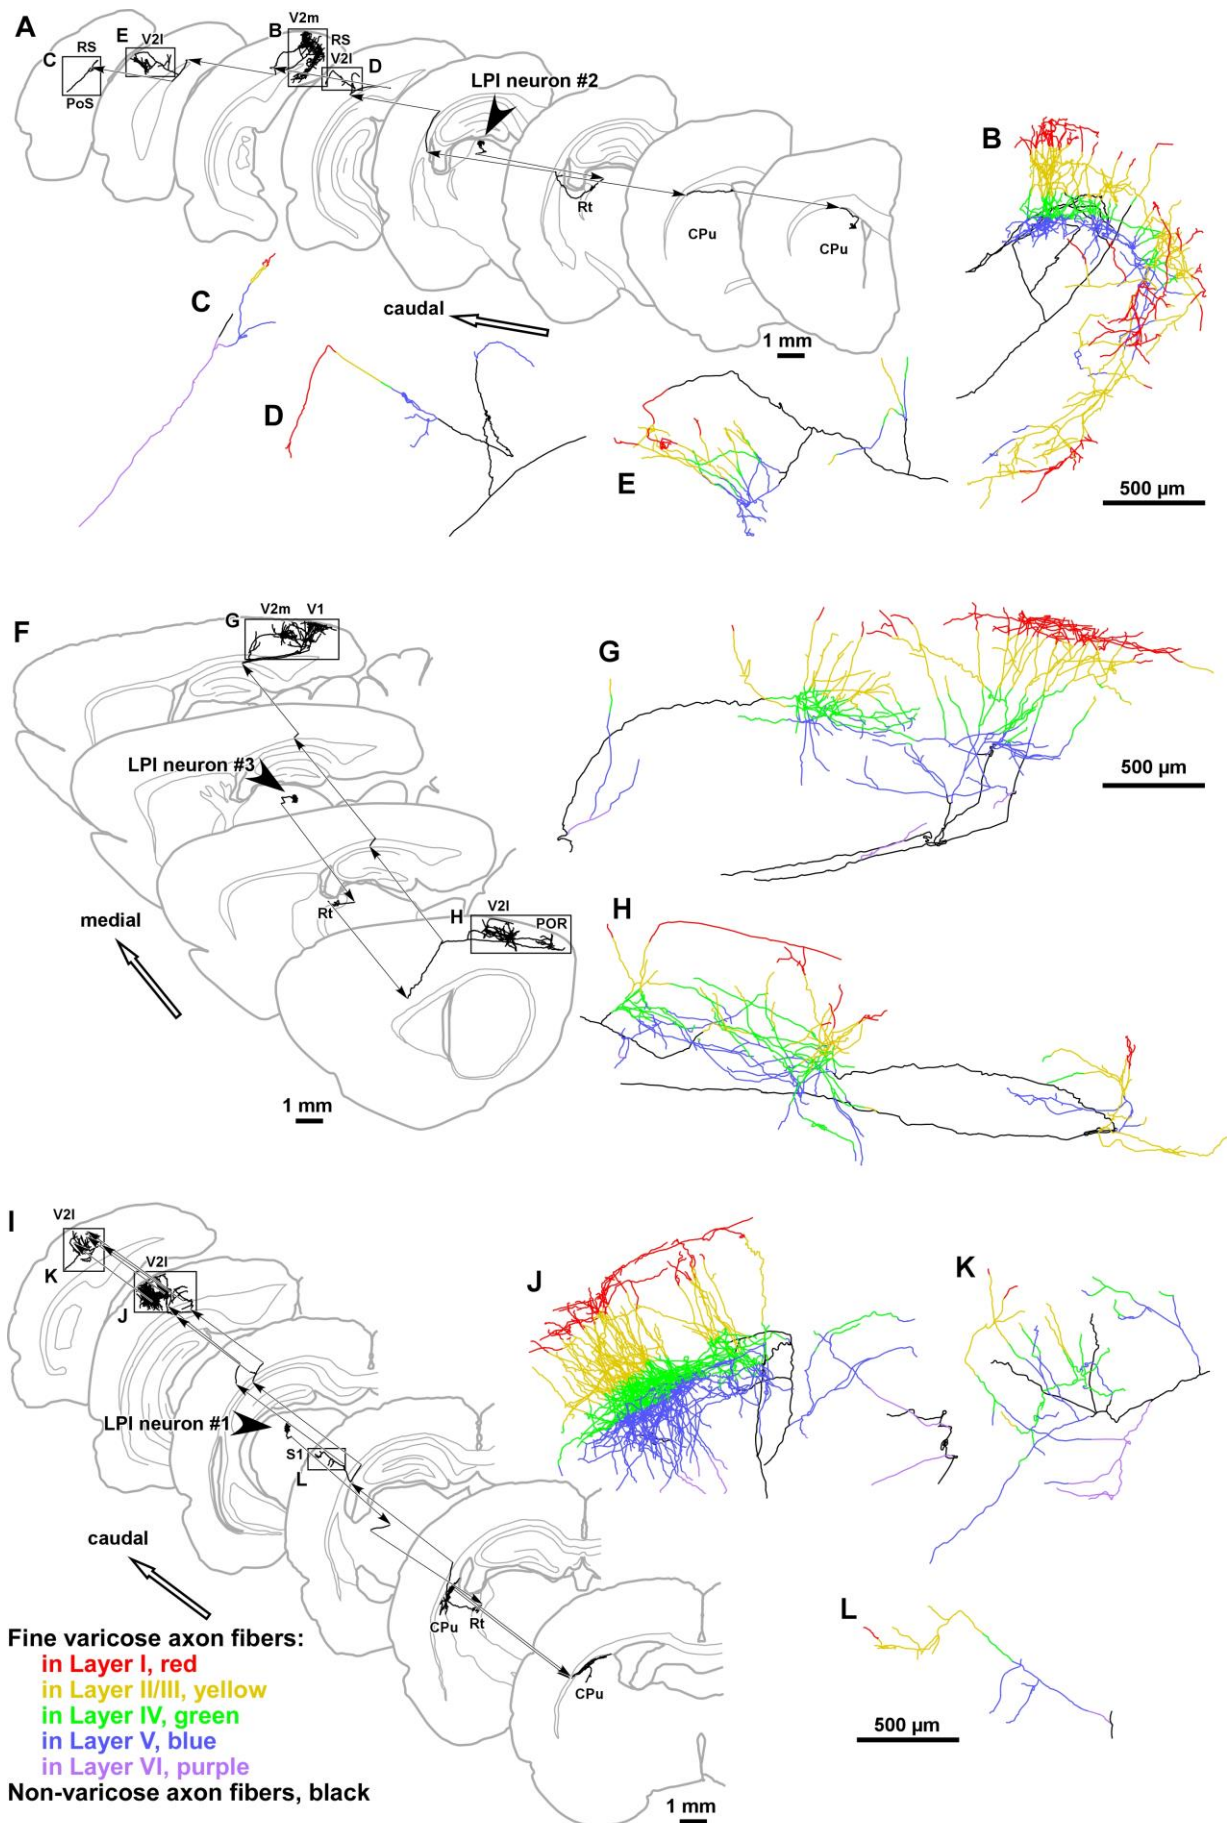 A
C
RS
PoS
E
V2l
B
V2m
RS
V2l
D
LPI neuron #2
Rt
CPu
CPu
caudal
1 mm
B
500 µm
C
D
E
F
G
V2m
V1
LPI neuron #3
medial
Rt
H
V2l
POR
1 mm
G
500 µm
H
I
V2l
K
V2l
J
LPI neuron #1
S1
L
caudal
CPu
Rt
CPu
1 mm
J
K
L
500 µm
Fine varicose axon fibers:
in Layer I, red
in Layer II/III, yellow
in Layer IV, green
in Layer V, blue
in Layer VI, purple
Non-varicose axon fibers, black